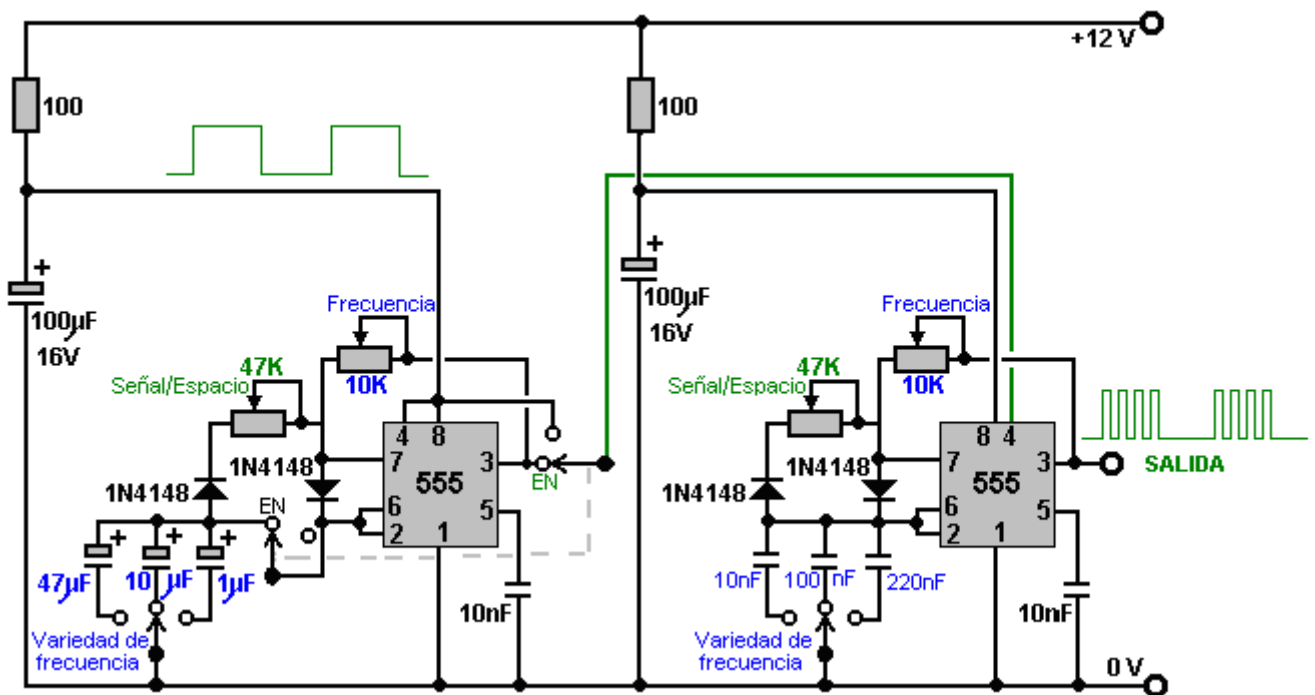 +12 V
100
100
100µF
16V
100µF
16V
Frecuencia
10K
47K
Señal/Espacio
4
8
7
3
555
6
2
5
1
1N4148
1N4148
EN
EN
47µF
10 µF
1µF
10nF
Variedad de
frecuencia
Frecuencia
10K
47K
Señal/Espacio
8
4
7
3
555
6
2
5
1
1N4148
1N4148
SALIDA
10nF
100 nF
220nF
10nF
Variedad de
frecuencia
0 V